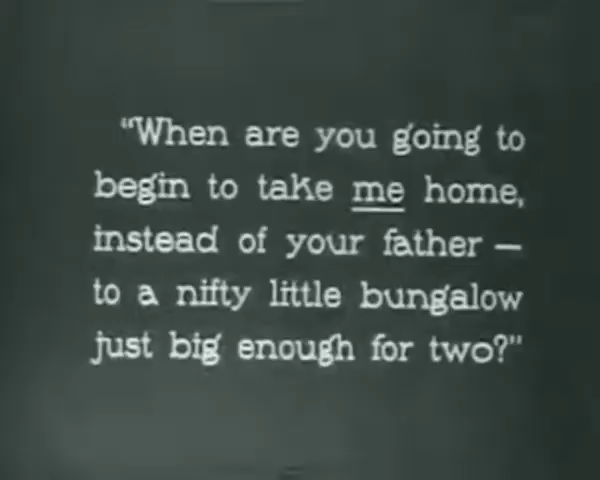 "When are you going to
begin to take me home,
instead of your father —
to a nifty little bungalow
just big enough for two?"